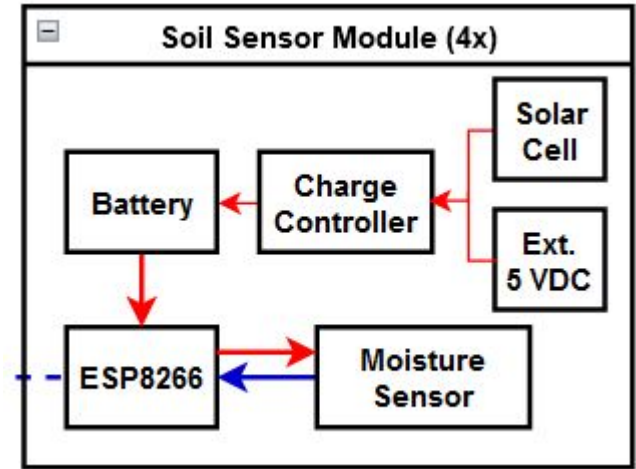 Soil Sensor Module (4x)
Solar
Cell
Battery
Charge
Controller
Ext.
5 VDC
ESP8266
Moisture
Sensor